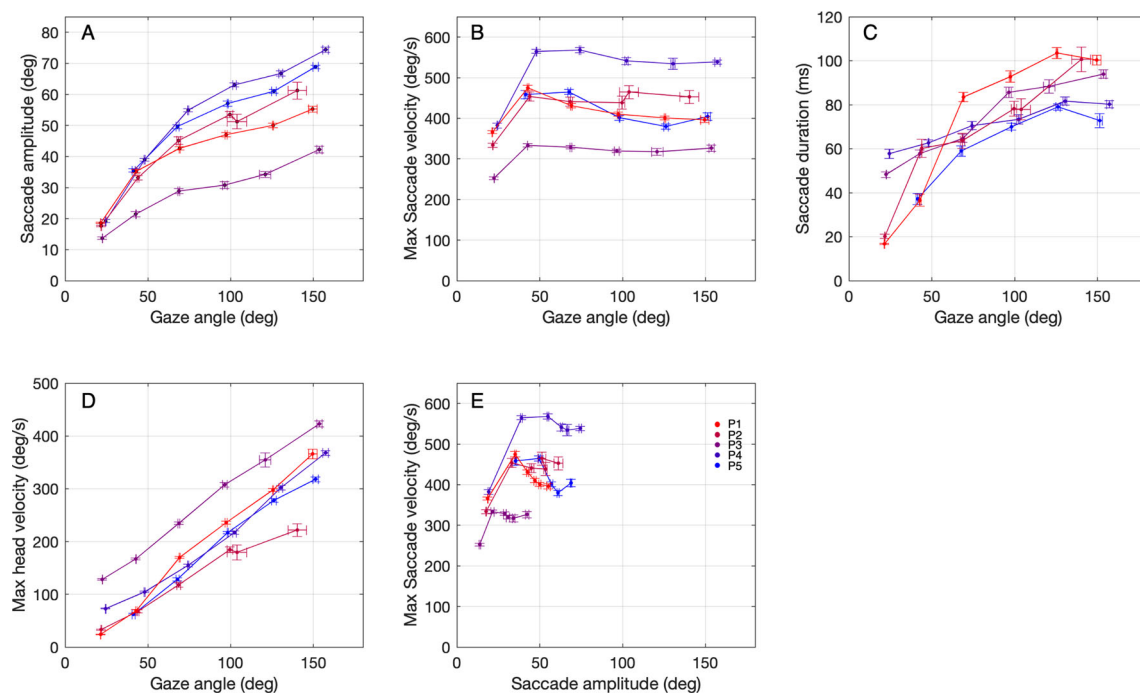 A
Saccade amplitude (deg)
80
70
60
50
40
30
20
10
0
0 50 100 150
Gaze angle (deg)
B
Max Saccade velocity (deg/s)
600
500
400
300
200
100
0
0 50 100 150
Gaze angle (deg)
C
Saccade duration (ms)
120
100
80
60
40
20
0
0 50 100 150
Gaze angle (deg)
D
Max head velocity (deg/s)
500
400
300
200
100
0
0 50 100 150
Gaze angle (deg)
E
Max Saccade velocity (deg/s)
600
500
400
300
200
100
0
0 50 100 150
Saccade amplitude (deg)
P1
P2
P3
P4
P5